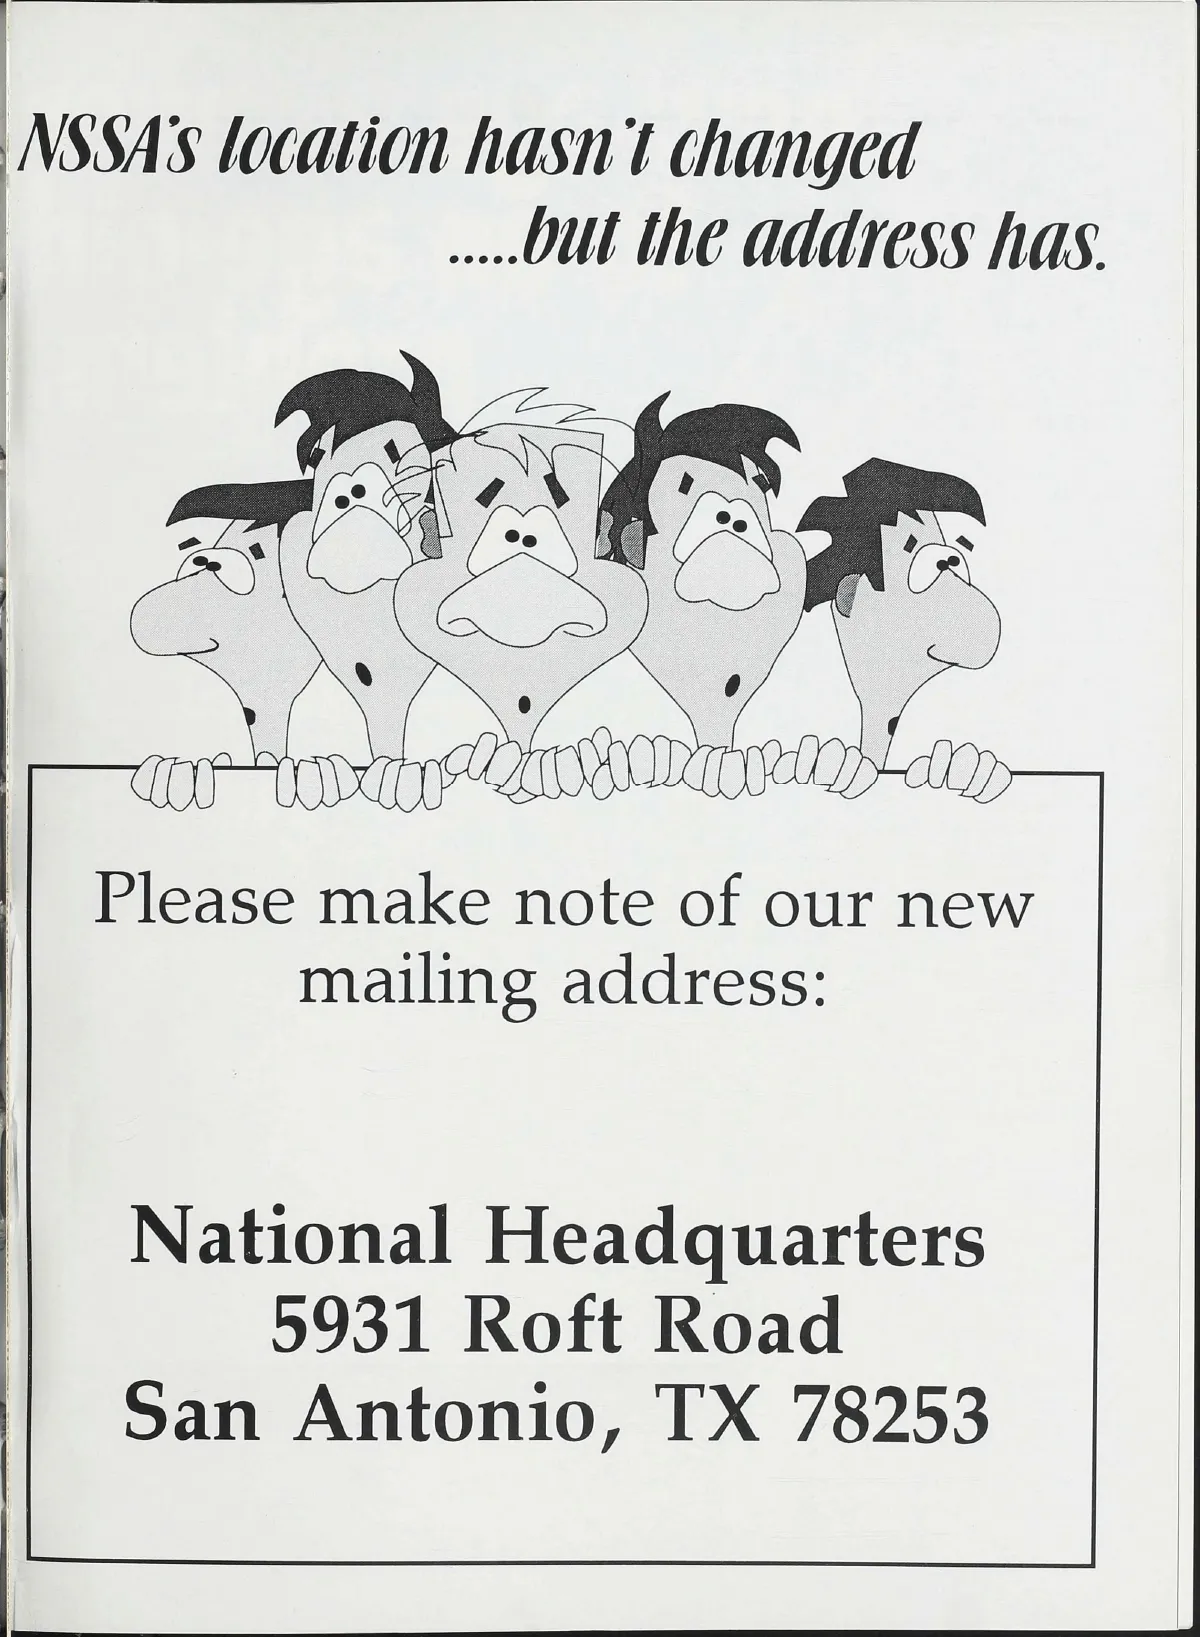 NSSA's location hasn't changed
.....but the address has.
Please make note of our new
mailing address:
National Headquarters
5931 Roft Road
San Antonio, TX 78253